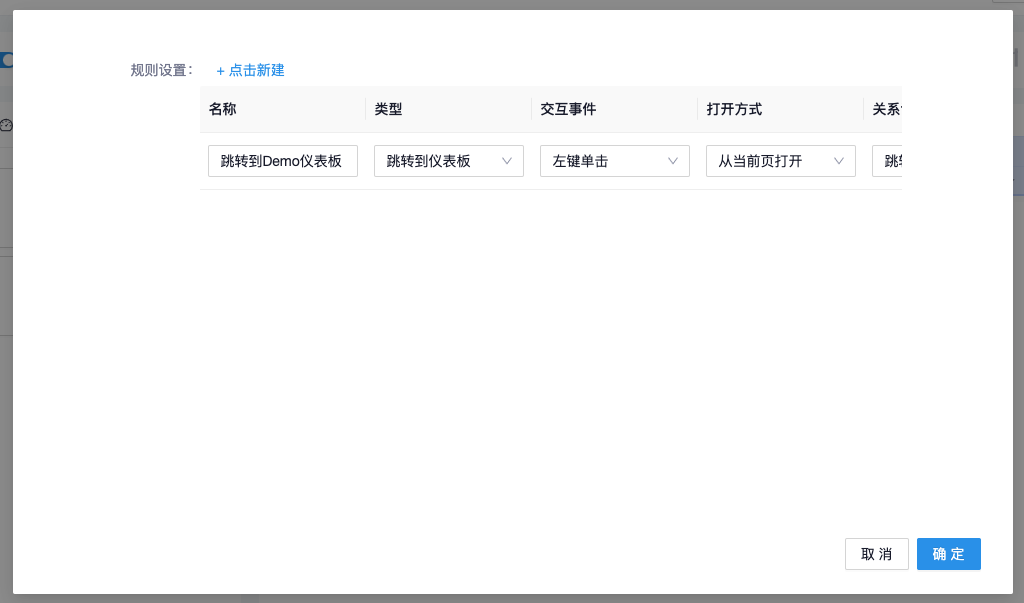 规则设置： + 点击新建
名称 类型 交互事件 打开方式 关系
跳转到Demo仪表板 跳转到仪表板 左键单击 从当前页打开 跳
取 消 确 定